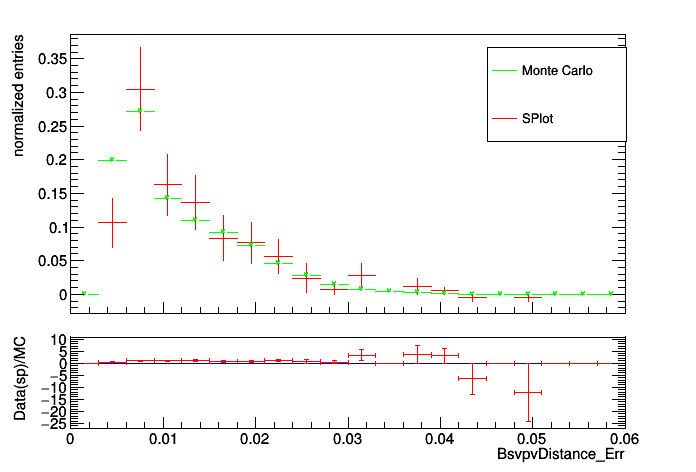 normalized entries
0.35
0.3
0.25
0.2
0.15
0.1
0.05
0
Monte Carlo
SPlot
Data(sp)/MC
10
5
0
−5
−10
−15
−20
−25
0 0.01 0.02 0.03 0.04 0.05 0.06
BsvpvDistance_Err